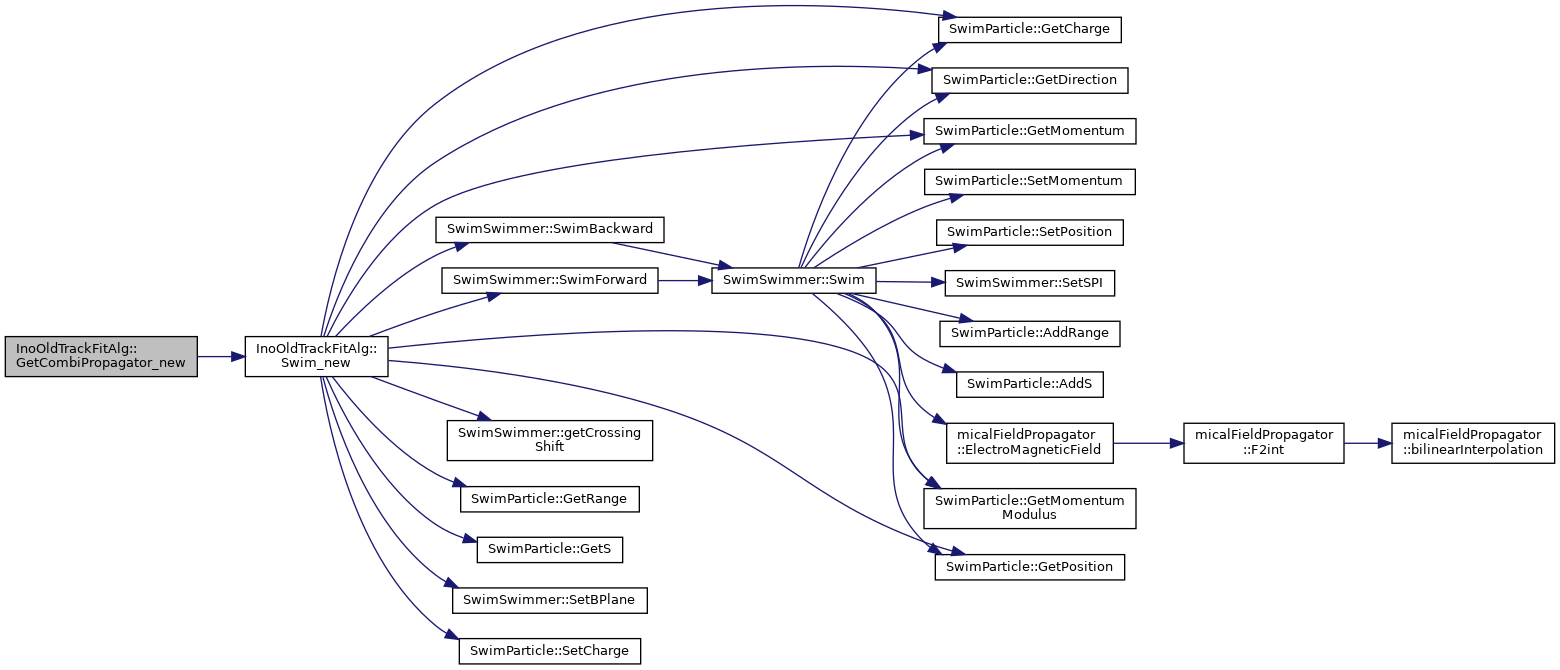 InoOldTrackFitAlg::
GetCombiPropagator_new
InoOldTrackFitAlg::
Swim_new
SwimSwimmer::SwimBackward
SwimSwimmer::SwimForward
SwimSwimmer::getCrossing
Shift
SwimParticle::GetRange
SwimParticle::GetS
SwimSwimmer::SetBPlane
SwimParticle::SetCharge
SwimSwimmer::Swim
SwimParticle::GetCharge
SwimParticle::GetDirection
SwimParticle::GetMomentum
SwimParticle::SetMomentum
SwimParticle::SetPosition
SwimSwimmer::SetSPI
SwimParticle::AddRange
SwimParticle::AddS
micalFieldPropagator
::ElectroMagneticField
SwimParticle::GetMomentum
Modulus
SwimParticle::GetPosition
micalFieldPropagator
::F2int
micalFieldPropagator
::bilinearInterpolation